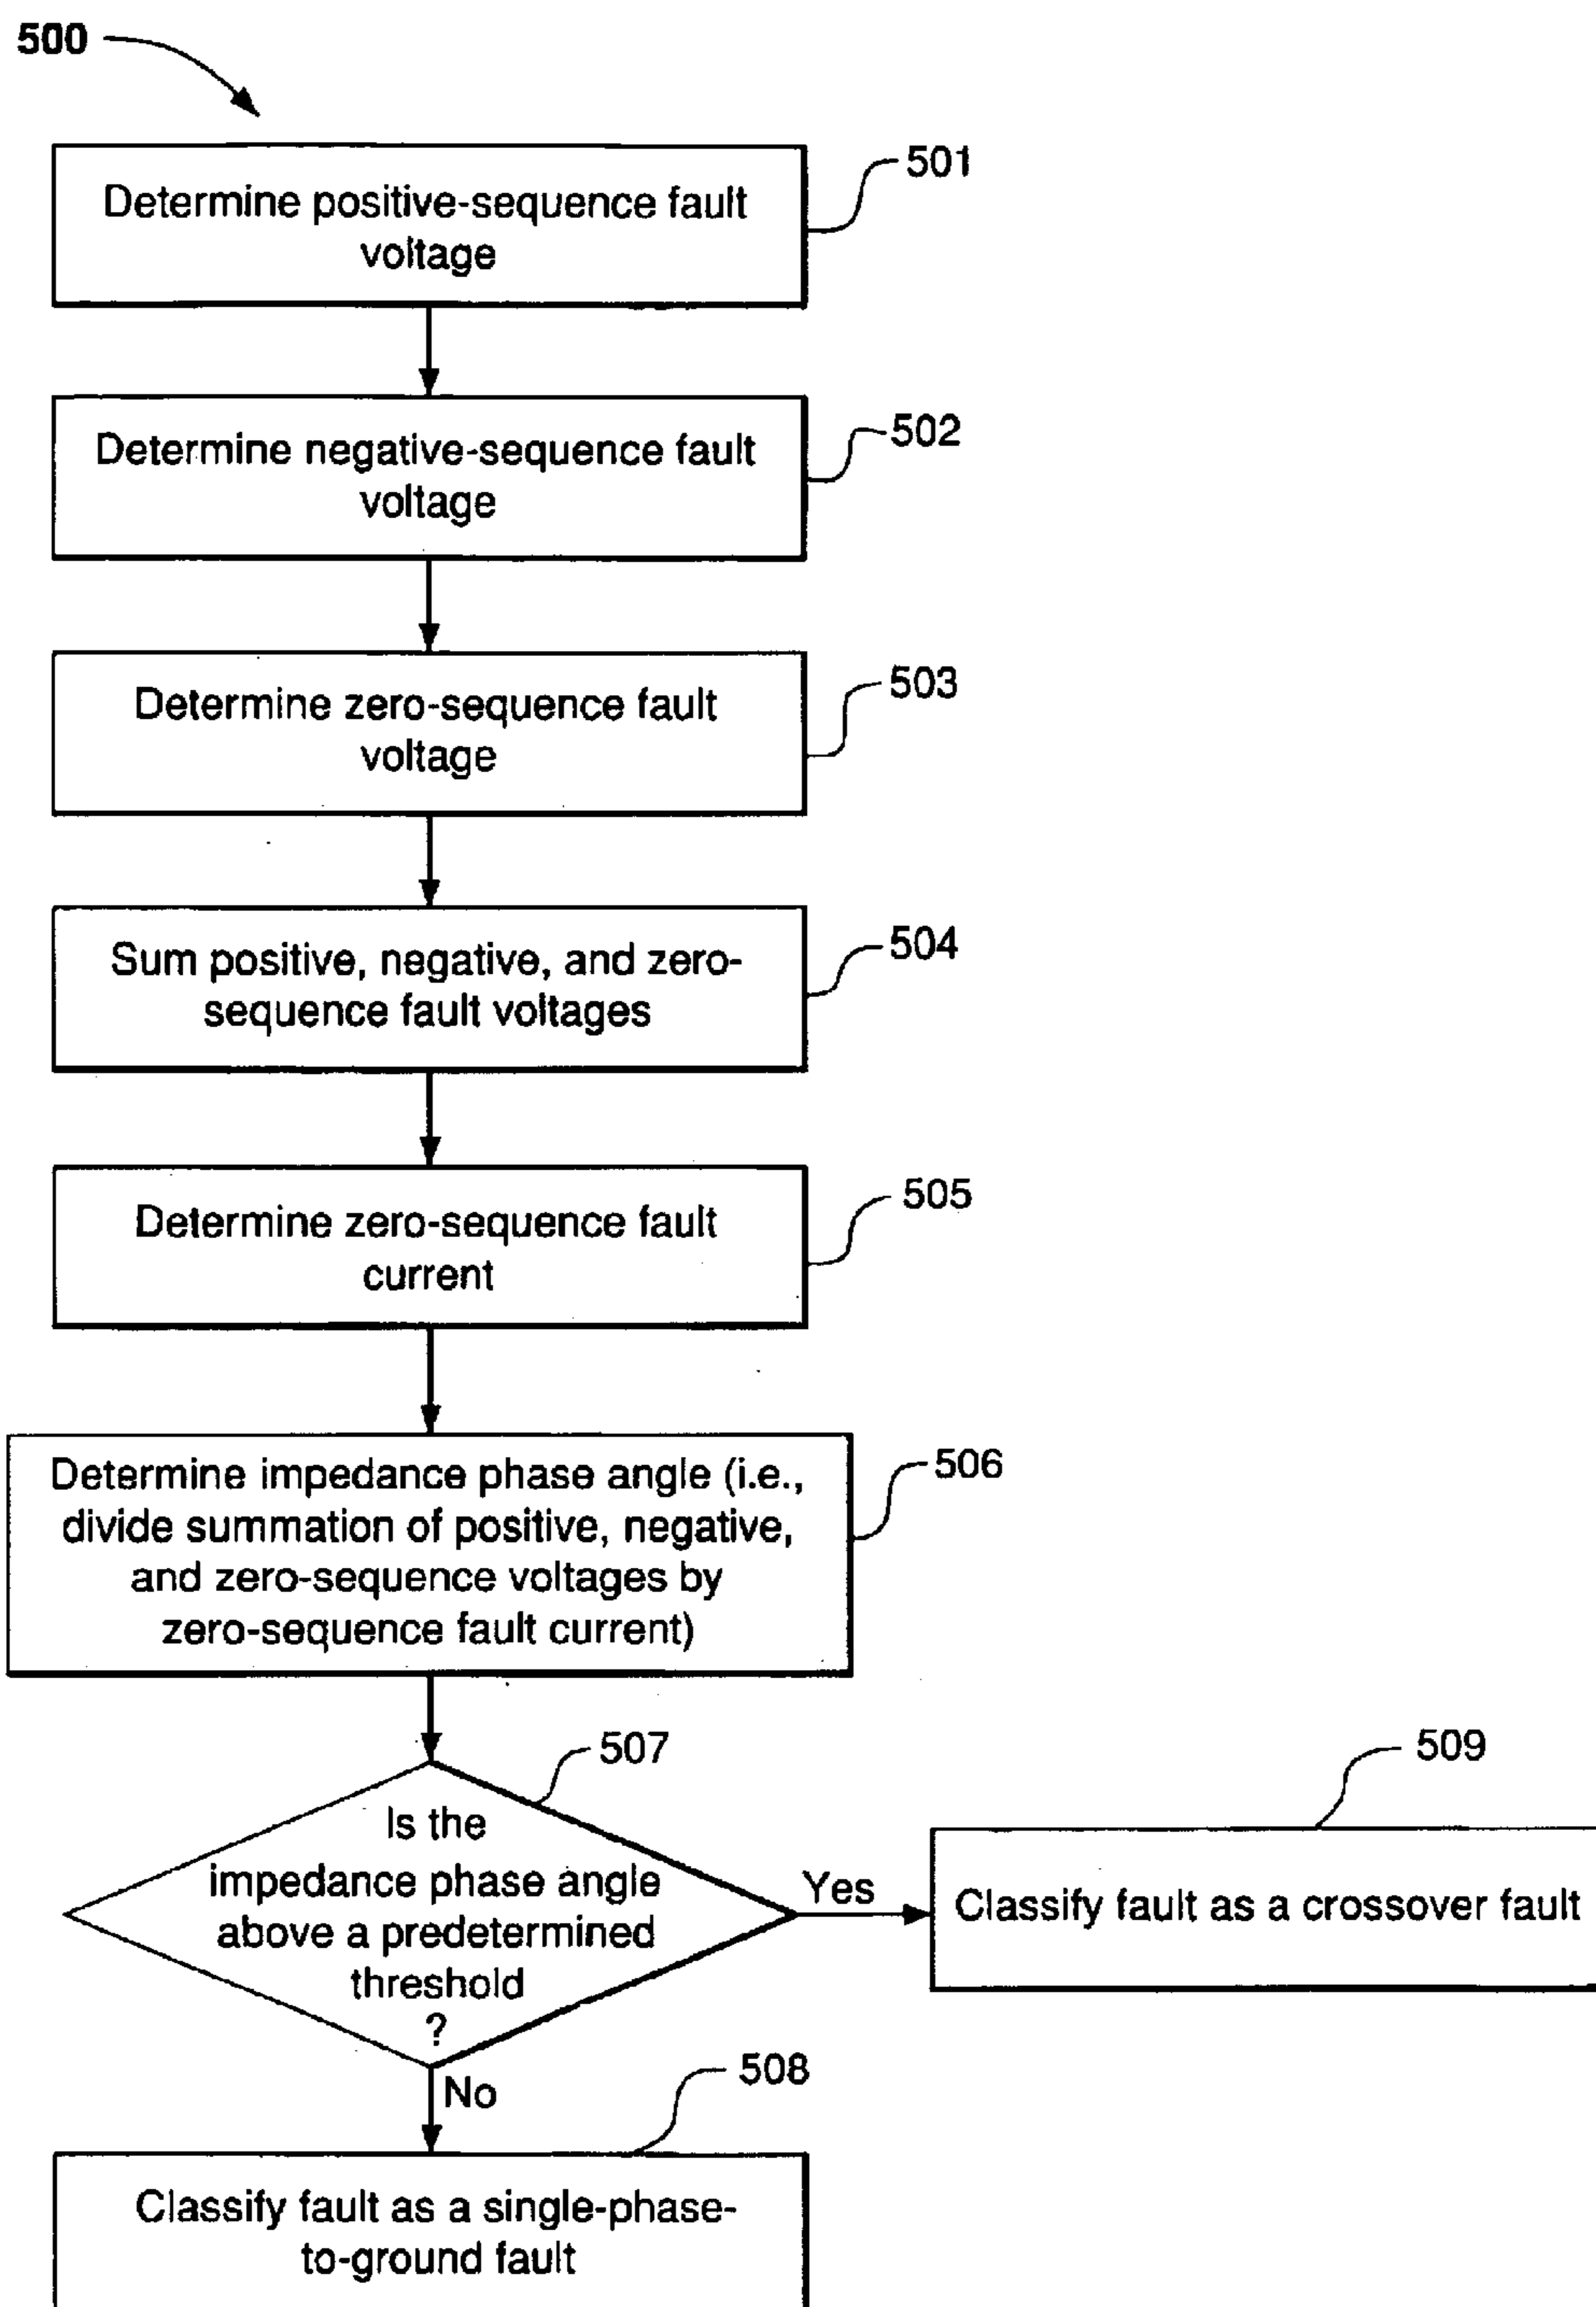 500
501
Determine positive-sequence fault
voltage
502
Determine negative-sequence fault
voltage
503
Determine zero-sequence fault
voltage
504
Sum positive, negative, and zero-
sequence fault voltages
505
Determine zero-sequence fault
current
506
Determine impedance phase angle (i.e.,
divide summation of positive, negative,
and zero-sequence voltages by
zero-sequence fault current)
507
Is the
impedance phase angle
above a predetermined
threshold
?
Yes
509
Classify fault as a crossover fault
No
508
Classify fault as a single-phase-
to-ground fault